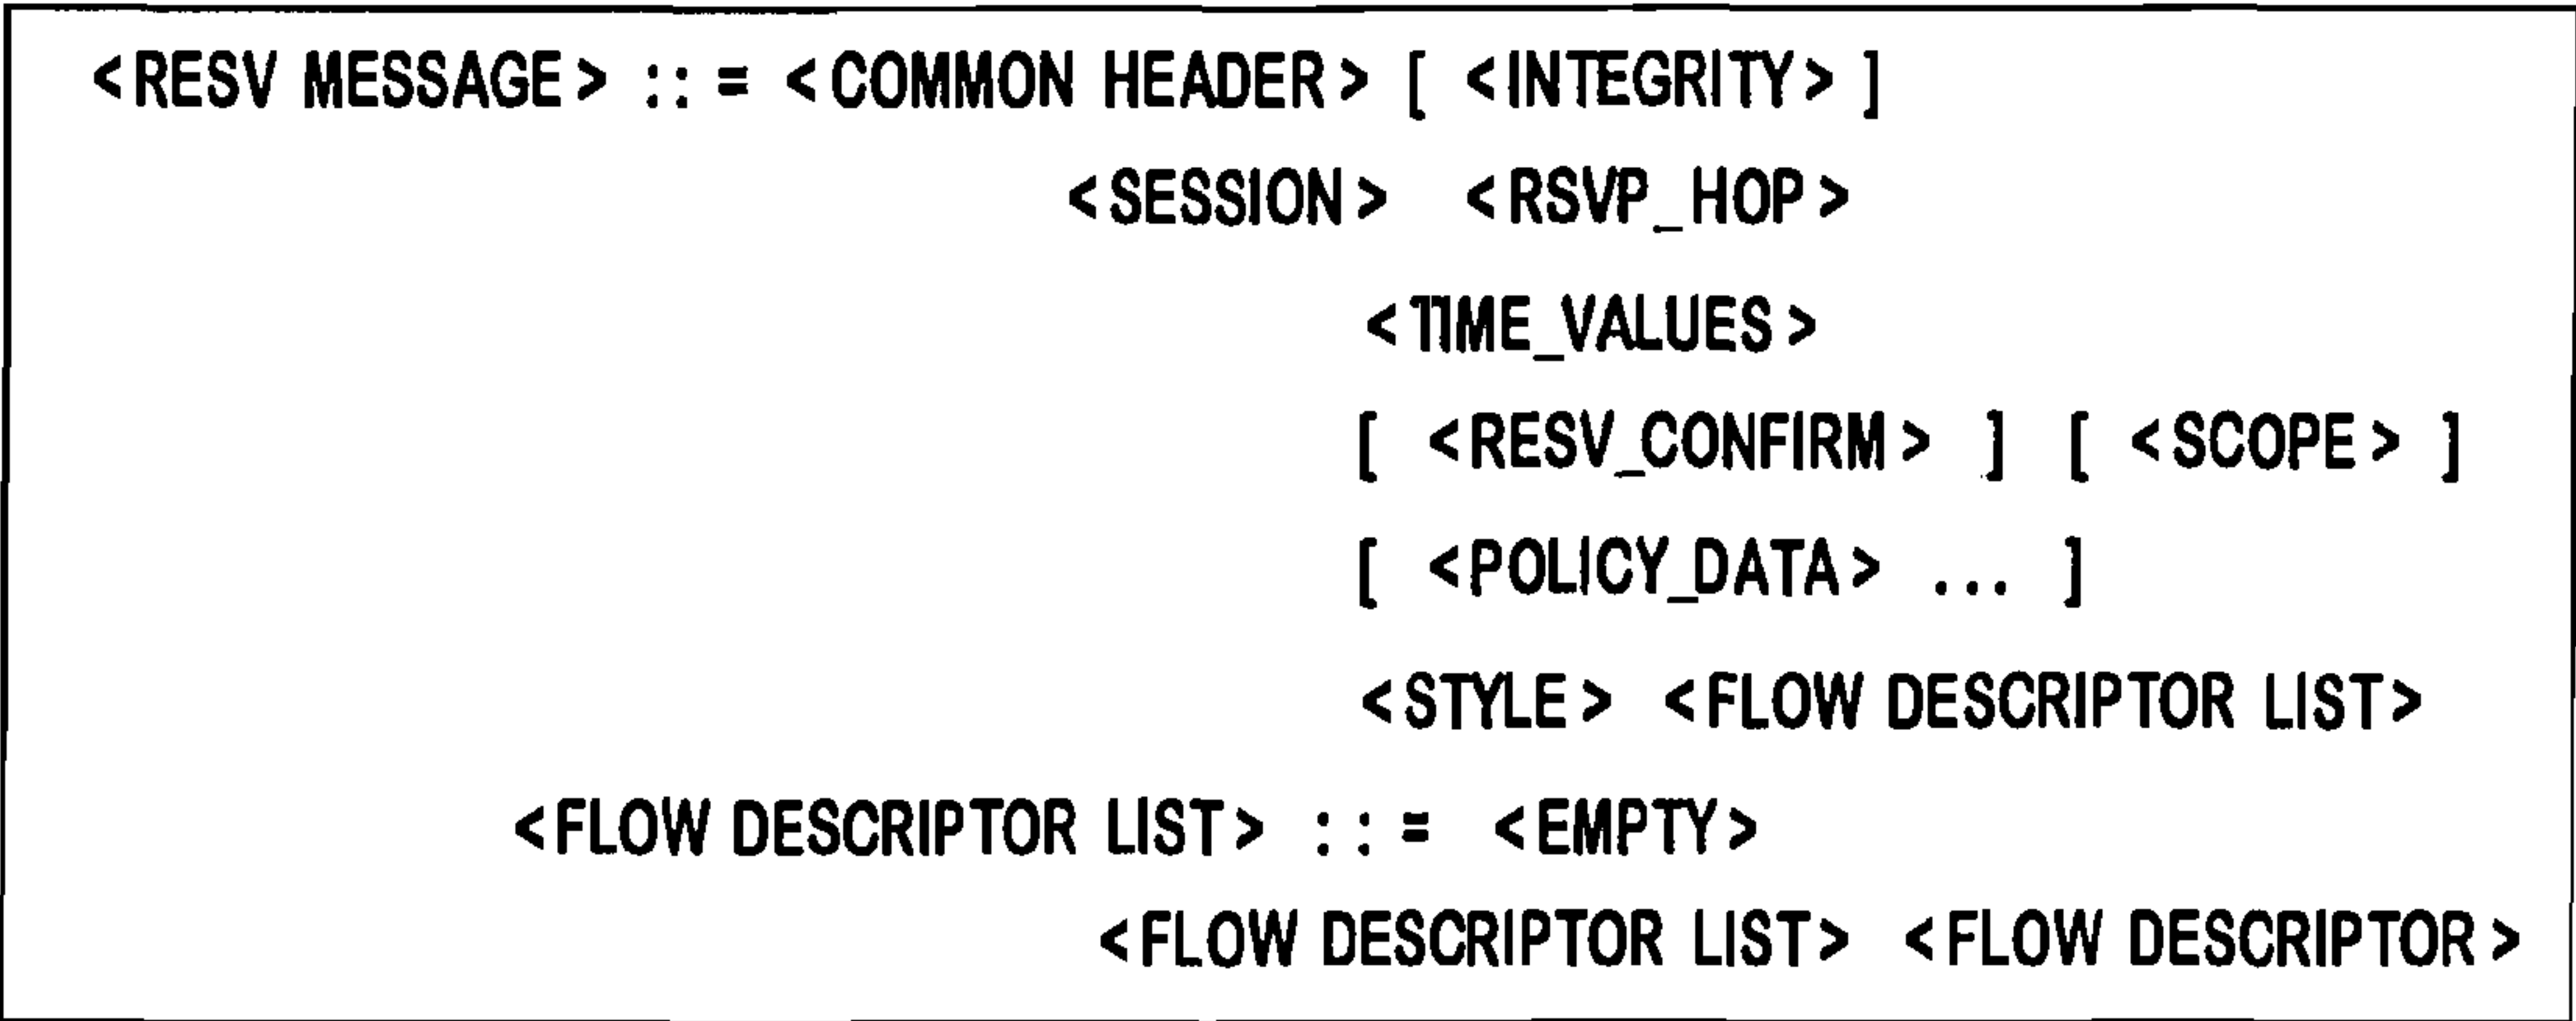 <RESV MESSAGE> ::= <COMMON HEADER> [ <INTEGRITY> ]
<SESSION> <RSVP_HOP>
<TIME_VALUES>
[ <RESV_CONFIRM> ] [ <SCOPE> ]
[ <POLICY_DATA> ... ]
<STYLE> <FLOW DESCRIPTOR LIST>
<FLOW DESCRIPTOR LIST> ::= <EMPTY>
<FLOW DESCRIPTOR LIST> <FLOW DESCRIPTOR>